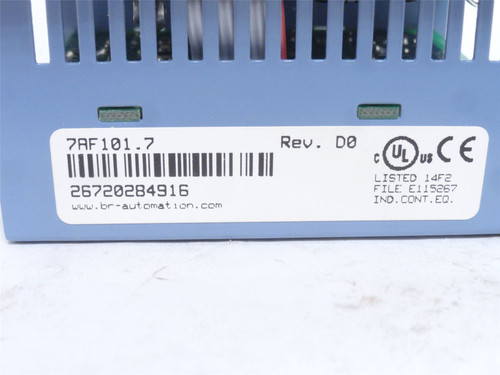 7AF101.7 Rev. D0
26720284916
www.br-automation.com
c UL us CE
LISTED 14F2
FILE E115267
IND.CONT.EQ.